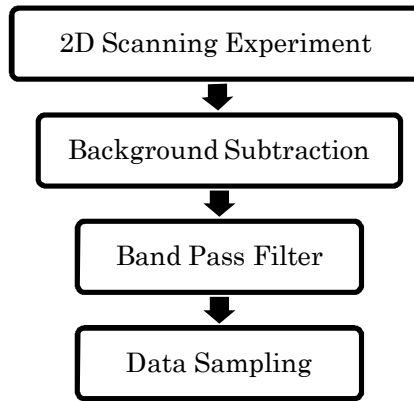 2D Scanning Experiment
Background Subtraction
Band Pass Filter
Data Sampling